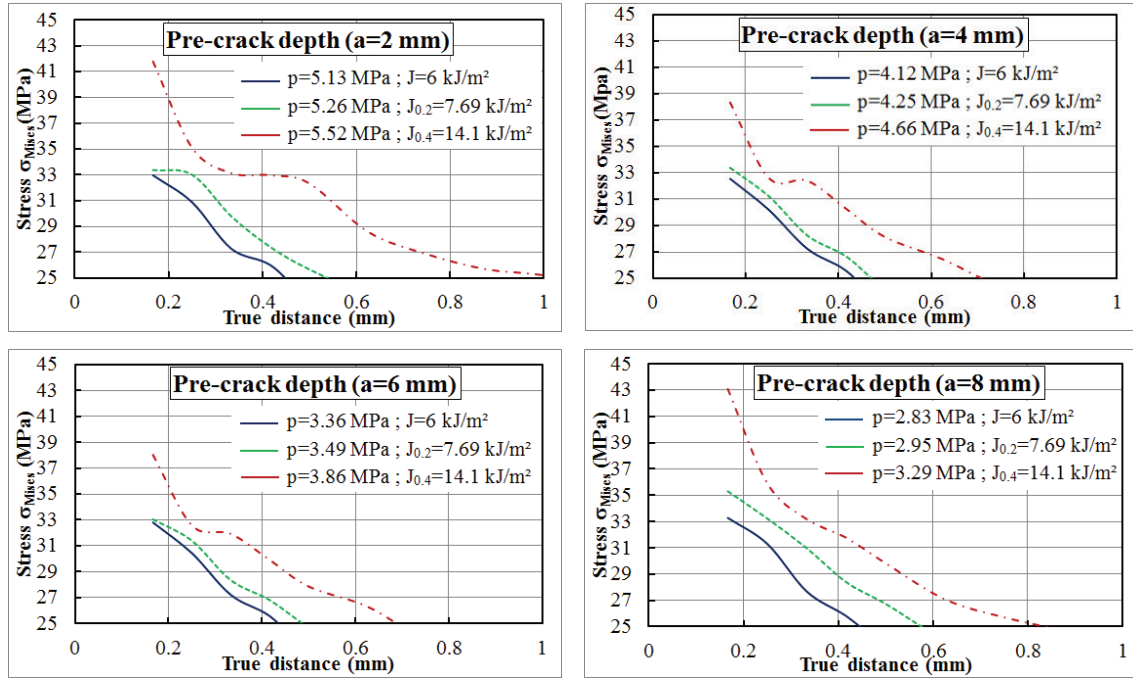 Pre-crack depth (a=2 mm)
p=5.13 MPa ; J=6 kJ/m²
p=5.26 MPa ; J0.2=7.69 kJ/m²
p=5.52 MPa ; J0.4=14.1 kJ/m²
Stress σMises (MPa)
45
43
41
39
37
35
33
31
29
27
25
0
0.2
0.4
0.6
0.8
1
True distance (mm)
Pre-crack depth (a=4 mm)
p=4.12 MPa ; J=6 kJ/m²
p=4.25 MPa ; J0.2=7.69 kJ/m²
p=4.66 MPa ; J0.4=14.1 kJ/m²
Stress σMises (Mpa)
45
43
41
39
37
35
33
31
29
27
25
0
0.2
0.4
0.6
0.8
1
True distance (mm)
Pre-crack depth (a=6 mm)
p=3.36 MPa ; J=6 kJ/m²
p=3.49 MPa ; J0.2=7.69 kJ/m²
p=3.86 MPa ; J0.4=14.1 kJ/m²
Stress σMises (MPa)
45
43
41
39
37
35
33
31
29
27
25
0
0.2
0.4
0.6
0.8
1
True distance (mm)
Pre-crack depth (a=8 mm)
p=2.83 MPa ; J=6 kJ/m²
p=2.95 MPa ; J0.2=7.69 kJ/m²
p=3.29 MPa ; J0.4=14.1 kJ/m²
Stress σMises (MPa)
45
43
41
39
37
35
33
31
29
27
25
0
0.2
0.4
0.6
0.8
1
True distance (mm)